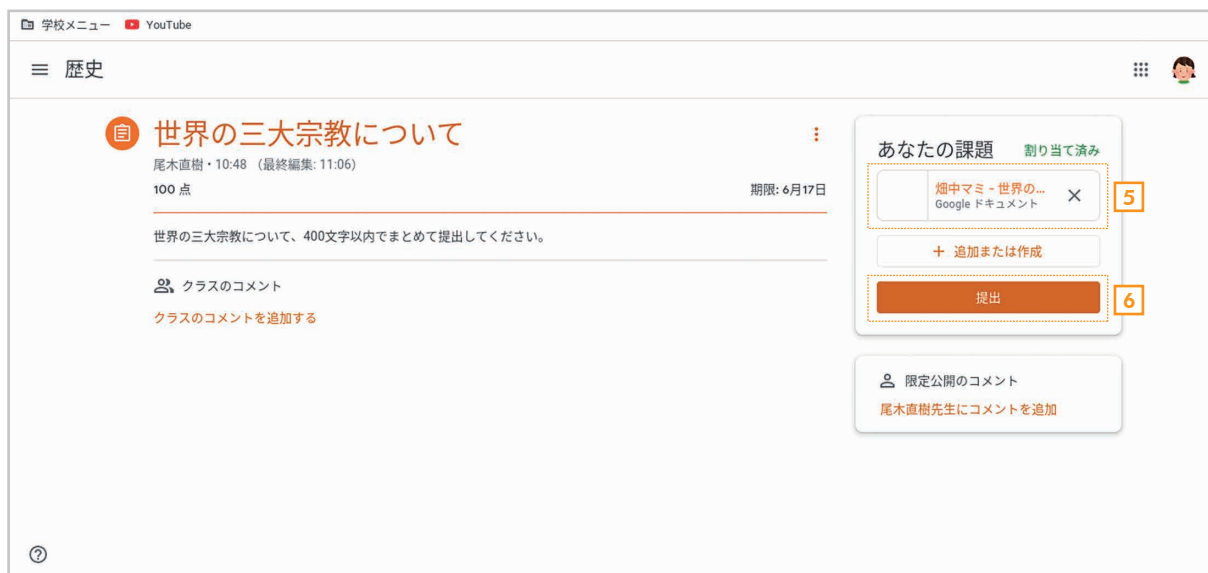 学校メニュー YouTube
歴史
世界の三大宗教について
尾木直樹・10:48 （最終編集: 11:06）
100 点 期限: 6月17日
世界の三大宗教について、400文字以内でまとめて提出してください。
クラスのコメント
クラスのコメントを追加する
あなたの課題 割り当て済み
畑中マミ - 世界の...
Google ドキュメント
5
＋ 追加または作成
提出
6
限定公開のコメント
尾木直樹先生にコメントを追加